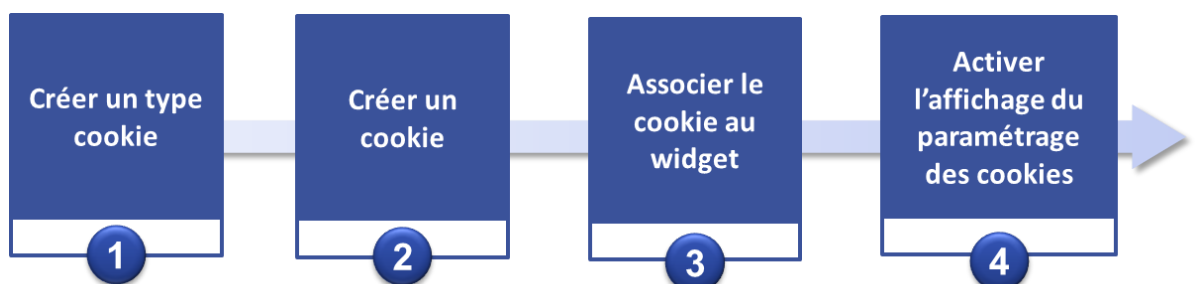 Créer un type
cookie
1
Créer un
cookie
2
Associer le
cookie au
widget
3
Activer
l’affichage du
paramétrage
des cookies
4